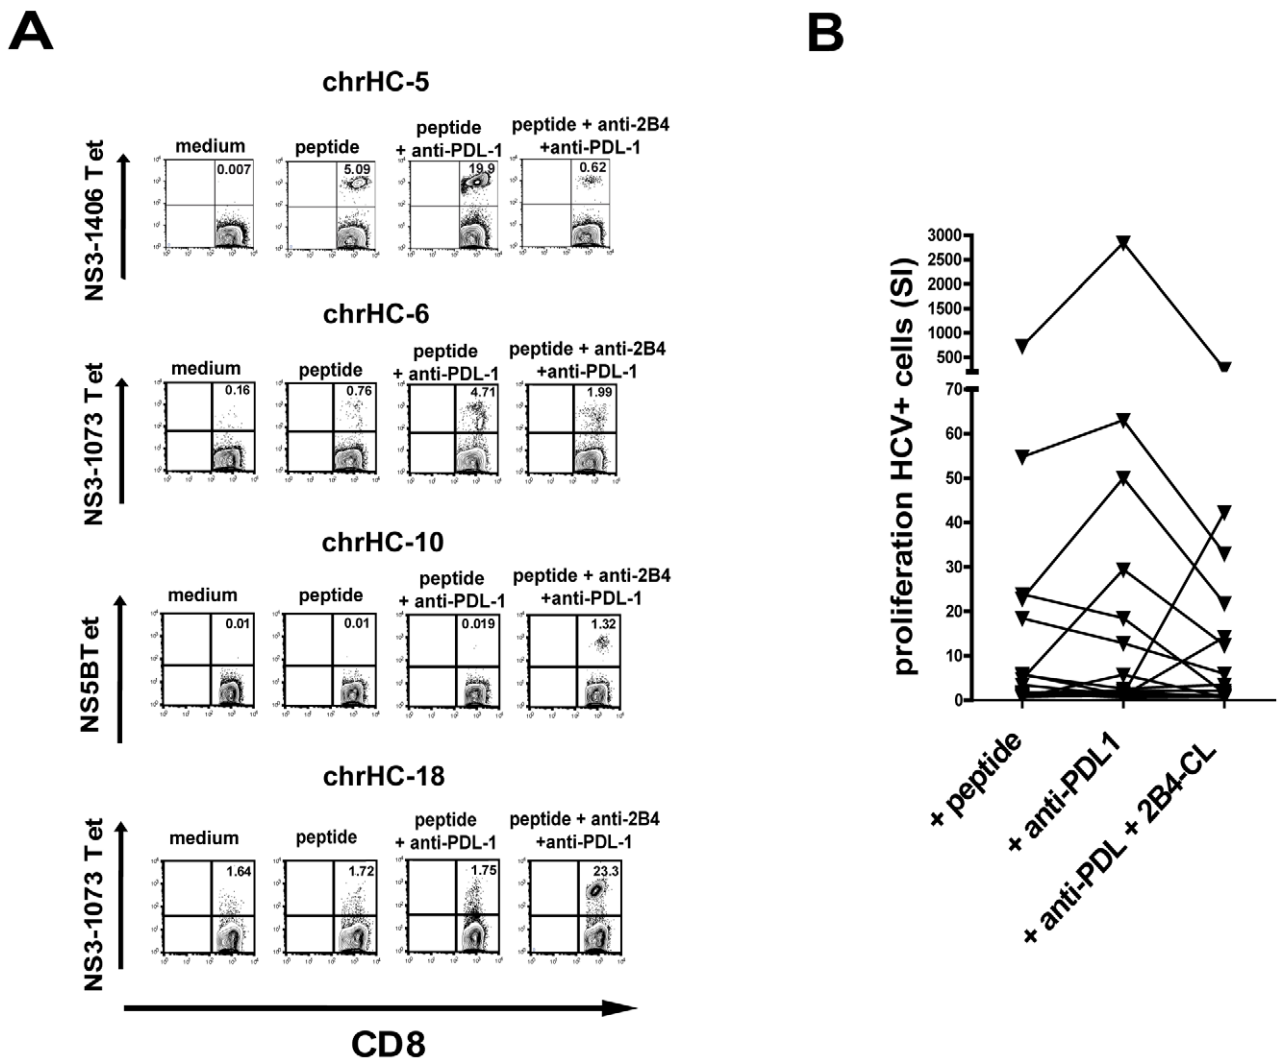 A
B
chrHC-5
medium
peptide
peptide
+ anti-PDL-1
peptide + anti-2B4
+anti-PDL-1
NS3-1406 Tet
0.007
5.09
19.9
0.62
chrHC-6
medium
peptide
peptide
+ anti-PDL-1
peptide + anti-2B4
+anti-PDL-1
NS3-1073 Tet
0.16
0.76
4.71
1.99
chrHC-10
medium
peptide
peptide
+ anti-PDL-1
peptide + anti-2B4
+anti-PDL-1
NS5BTet
0.01
0.01
0.019
1.32
chrHC-18
medium
peptide
peptide
+ anti-PDL-1
peptide + anti-2B4
+anti-PDL-1
NS3-1073 Tet
1.64
1.72
1.75
23.3
CD8
proliferation HCV+ cells (SI)
3000
2500
2000
1500
1000
500
70
60
50
40
30
20
10
0
+ peptide
+ anti-PDL1
+ anti-PDL + 2B4-CL